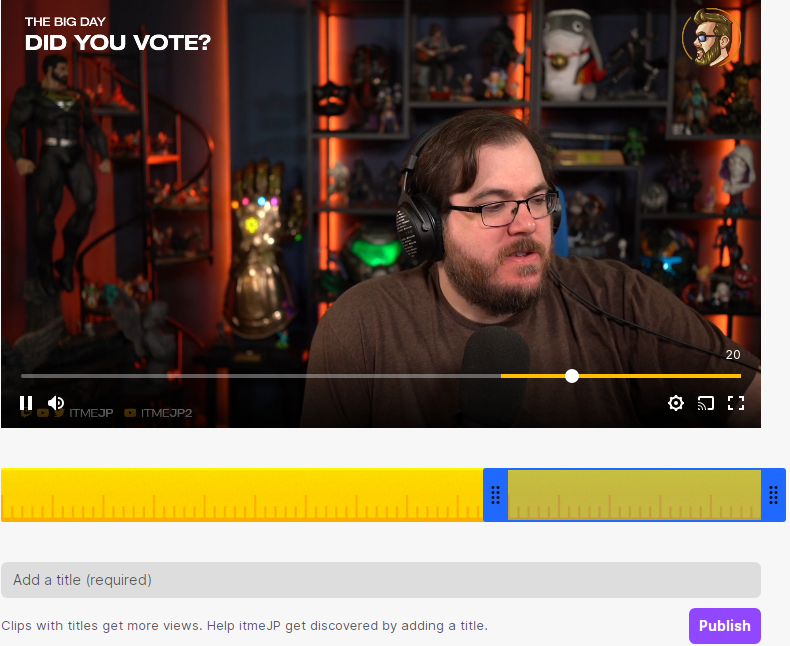 THE BIG DAY
DID YOU VOTE?
20
ITMEJP ITMEJP2
Add a title (required)
Clips with titles get more views. Help itmeJP get discovered by adding a title.
Publish